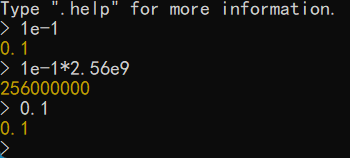 Type ".help" for more information.
> 1e-1
0.1
> 1e-1*2.56e9
256000000
> 0.1
0.1
>